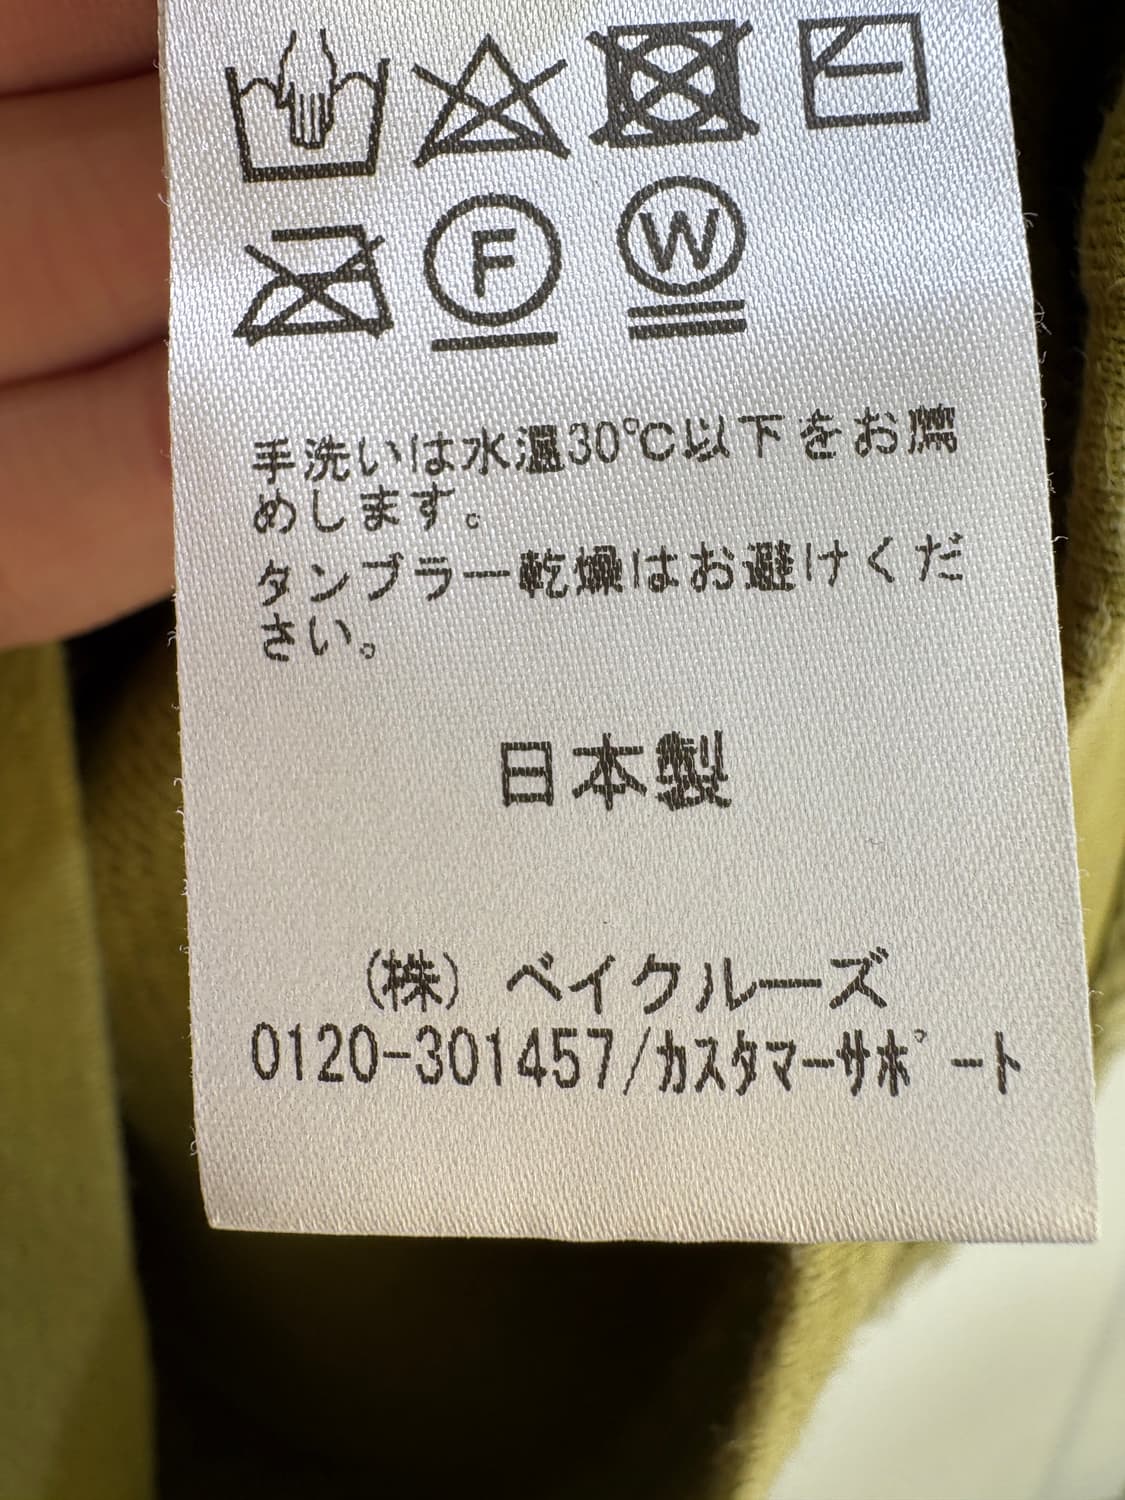 F W
手洗いは水温30℃以下をお薦
めします。
タンブラー乾燥はお避けくだ
さい。
日本製
(株) ベイクルーズ
0120-301457/ｶｽﾀﾏｰｻﾎﾟｰﾄ